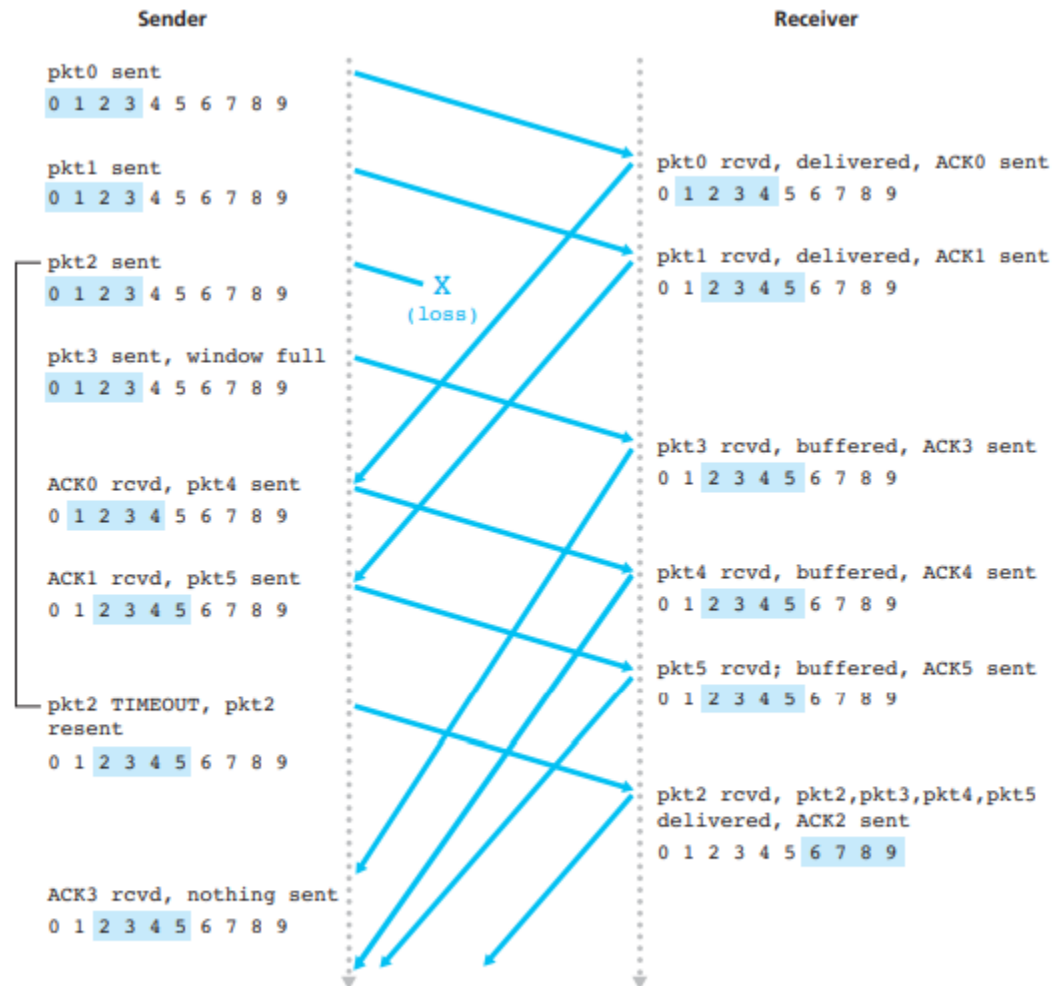 Sender
Receiver
pkt0 sent
0 1 2 3 4 5 6 7 8 9
pkt0 rcvd, delivered, ACK0 sent
0 1 2 3 4 5 6 7 8 9
pkt1 sent
0 1 2 3 4 5 6 7 8 9
pkt1 rcvd, delivered, ACK1 sent
0 1 2 3 4 5 6 7 8 9
pkt2 sent
0 1 2 3 4 5 6 7 8 9
X
(loss)
pkt3 sent, window full
0 1 2 3 4 5 6 7 8 9
pkt3 rcvd, buffered, ACK3 sent
0 1 2 3 4 5 6 7 8 9
ACK0 rcvd, pkt4 sent
0 1 2 3 4 5 6 7 8 9
pkt4 rcvd, buffered, ACK4 sent
0 1 2 3 4 5 6 7 8 9
ACK1 rcvd, pkt5 sent
0 1 2 3 4 5 6 7 8 9
pkt5 rcvd; buffered, ACK5 sent
0 1 2 3 4 5 6 7 8 9
pkt2 TIMEOUT, pkt2
resent
0 1 2 3 4 5 6 7 8 9
pkt2 rcvd, pkt2,pkt3,pkt4,pkt5
delivered, ACK2 sent
0 1 2 3 4 5 6 7 8 9
ACK3 rcvd, nothing sent
0 1 2 3 4 5 6 7 8 9